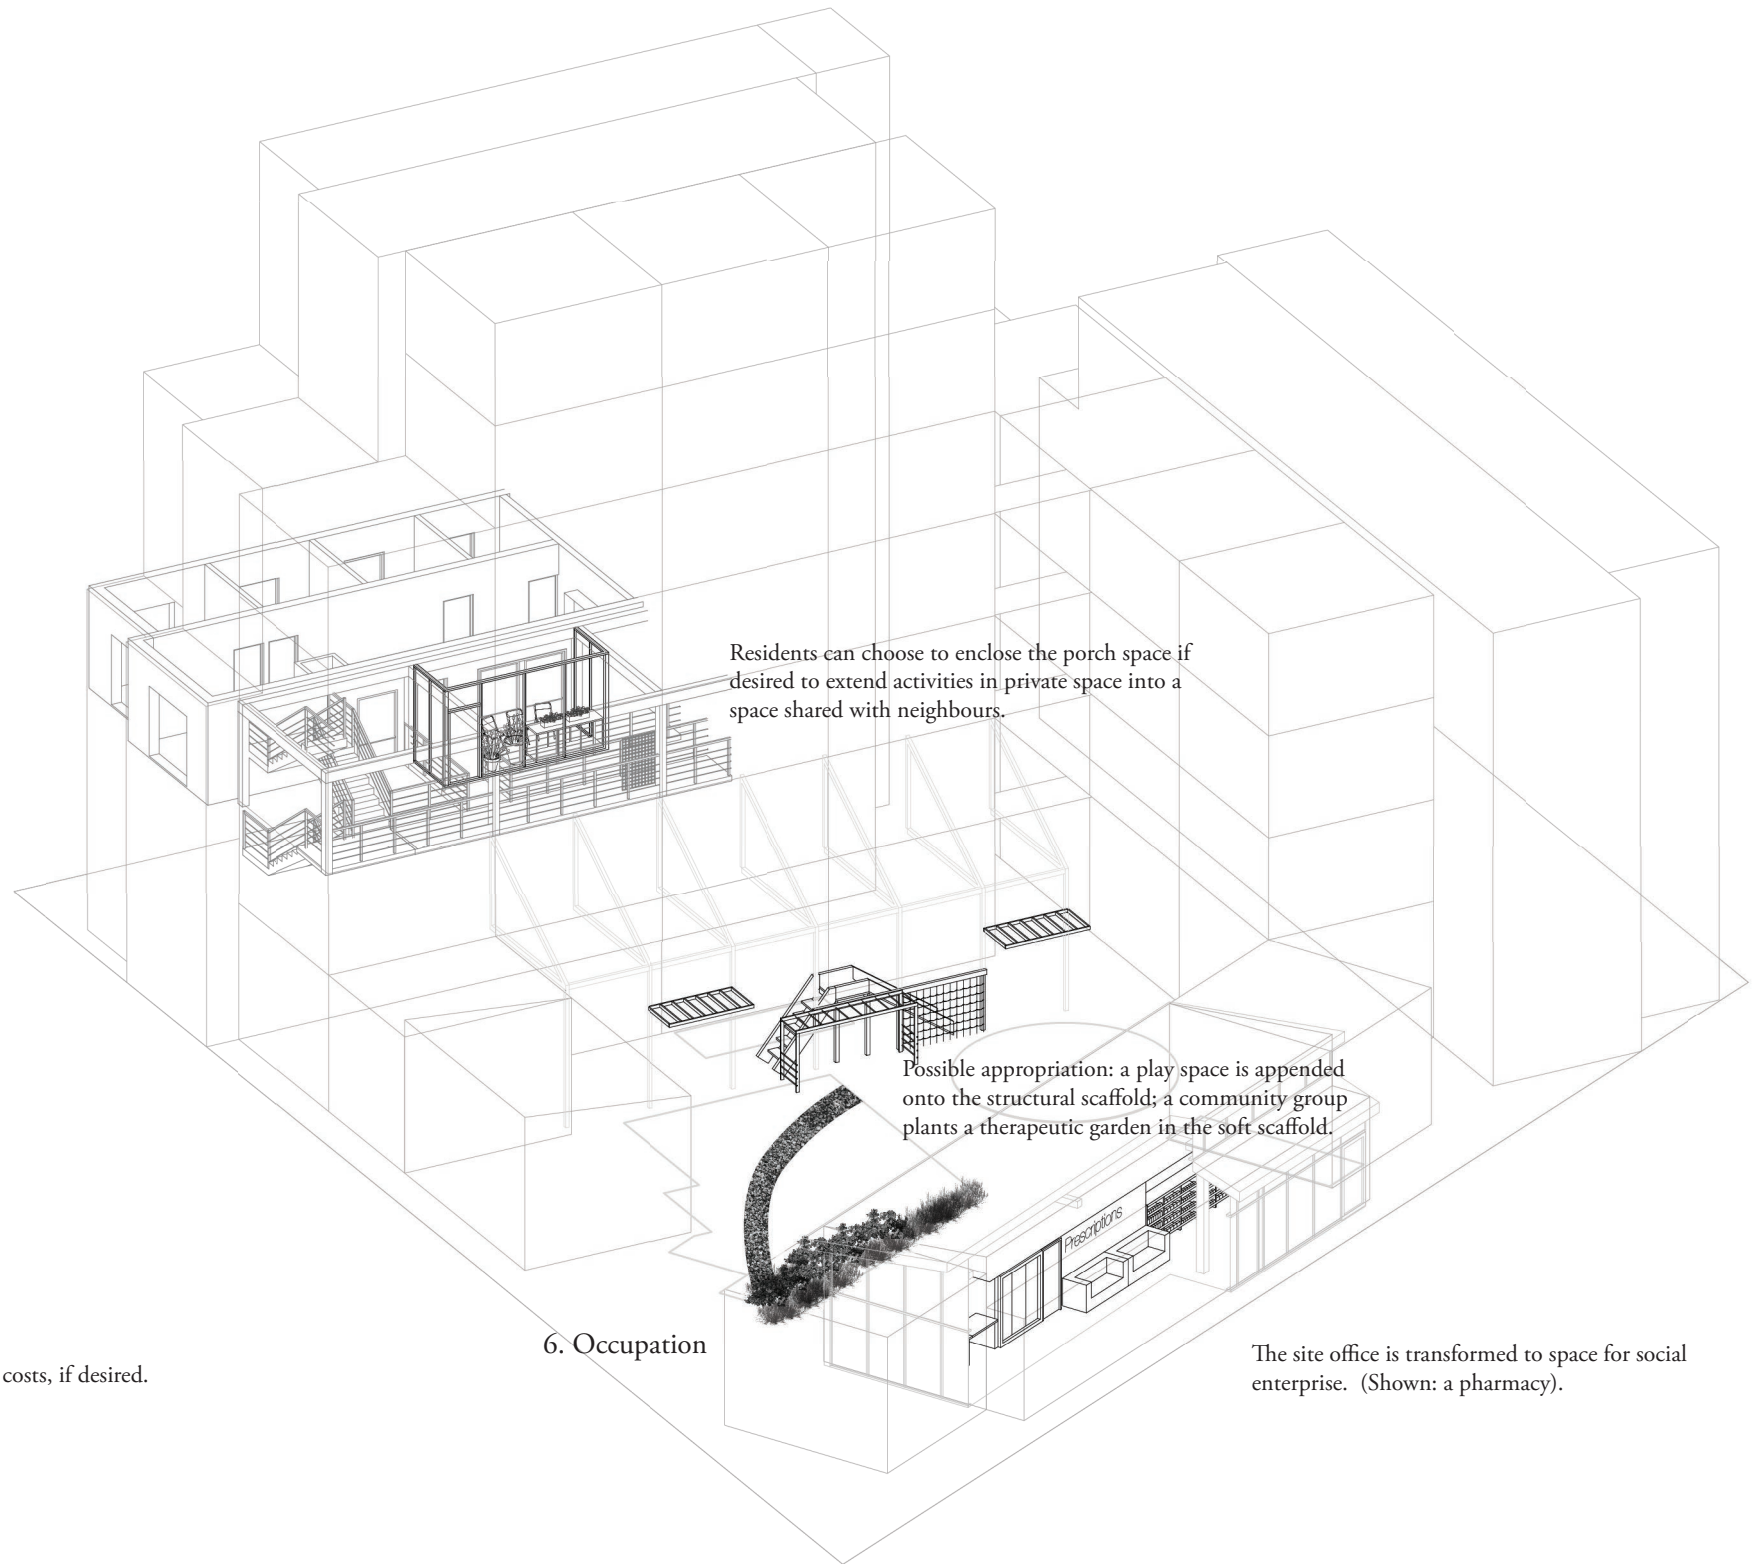 Residents can choose to enclose the porch space if
desired to extend activities in private space into a
space shared with neighbours.
Possible appropriation: a play space is appended
onto the structural scaffold; a community group
plants a therapeutic garden in the soft scaffold.
Prescriptions
6. Occupation
costs, if desired.
The site office is transformed to space for social
enterprise.  (Shown: a pharmacy).